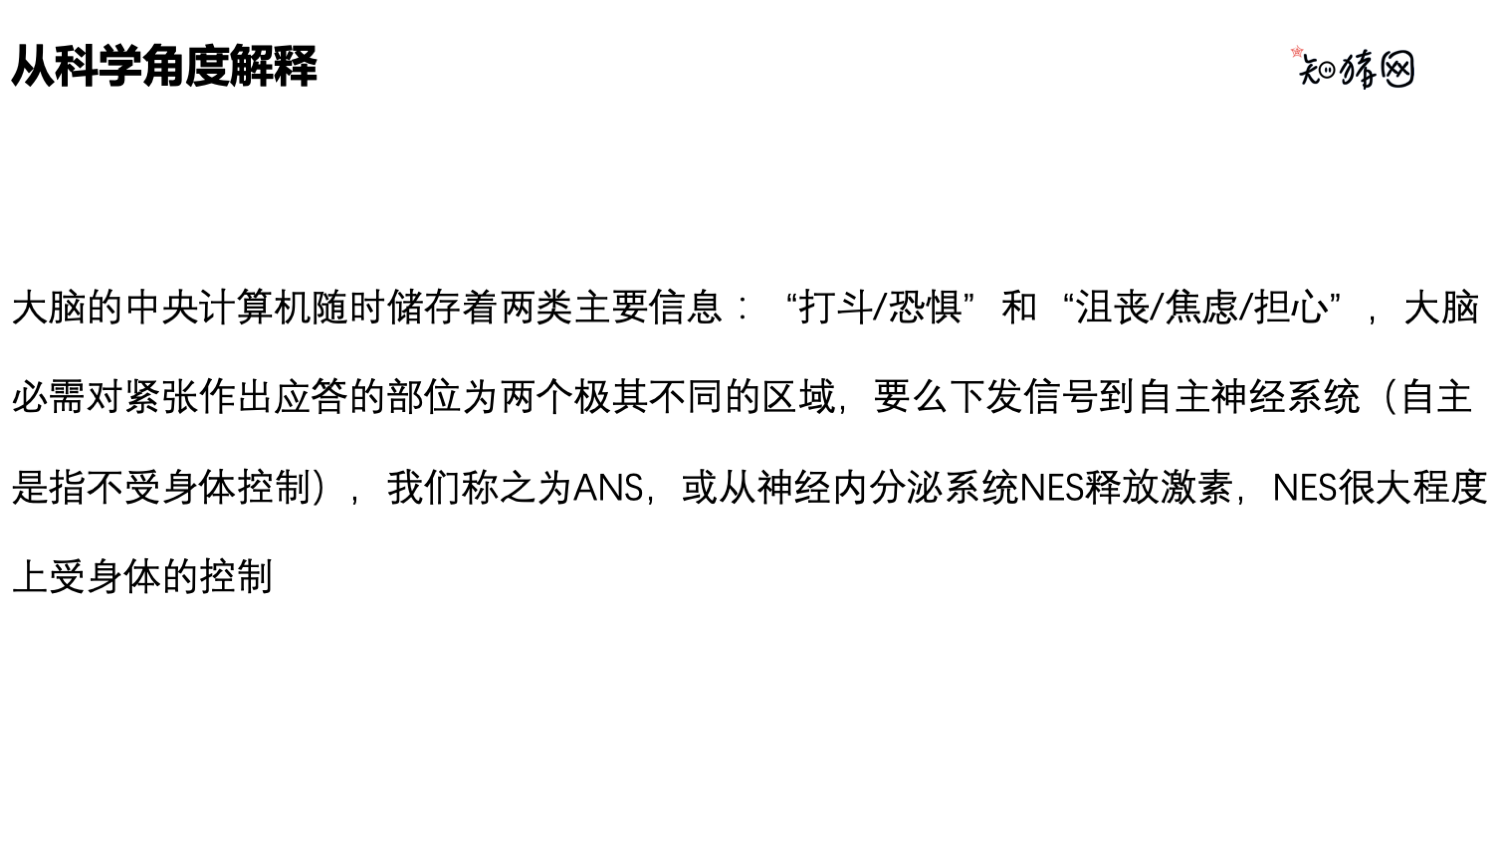 从科学角度解释
知猪网
大脑的中央计算机随时储存着两类主要信息：“打斗/恐惧” 和 “沮丧/焦虑/担心”，大脑
必需对紧张作出应答的部位为两个极其不同的区域，要么下发信号到自主神经系统（自主
是指不受身体控制），我们称之为ANS，或从神经内分泌系统NES释放激素，NES很大程度
上受身体的控制